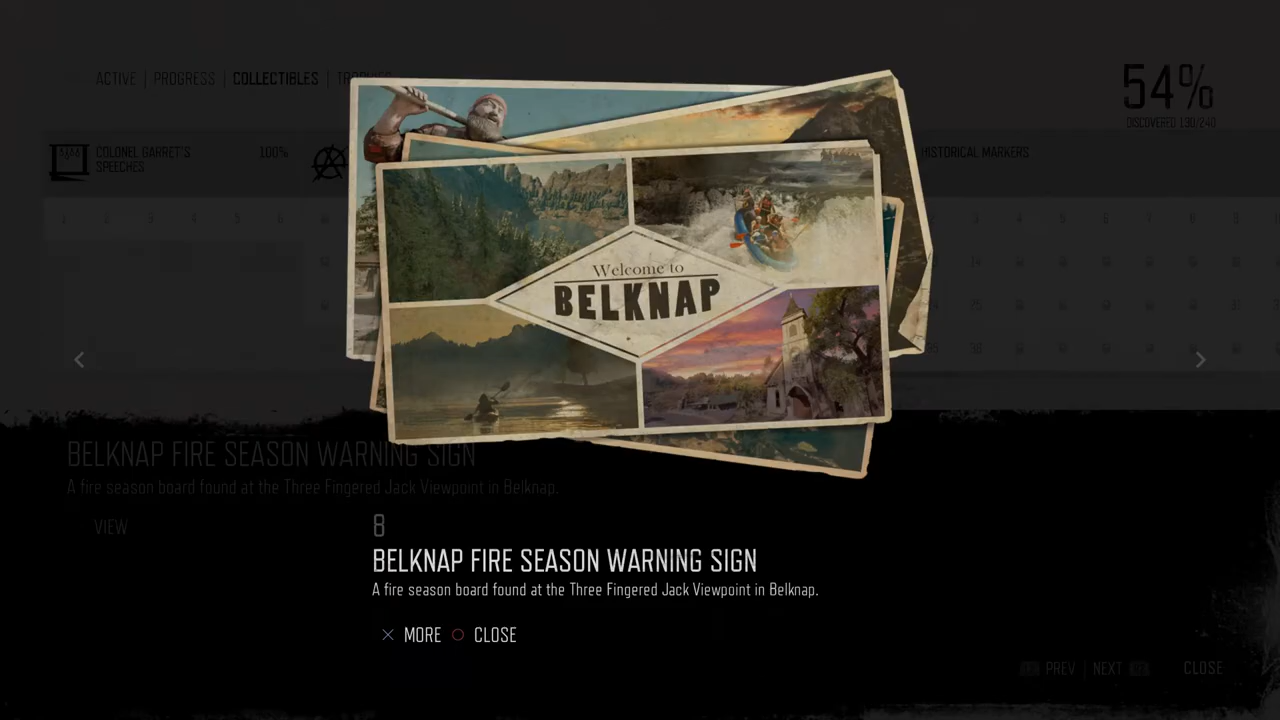 ACTIVE | PROGRESS | COLLECTIBLES |
54%
DISCOVERED 130/240
COLONEL GARRET'S
SPEECHES
100%
HISTORICAL MARKERS
Welcome to
BELKNAP
BELKNAP FIRE SEASON WARNING SIGN
A fire season board found at the Three Fingered Jack Viewpoint in Belknap.
VIEW
8
BELKNAP FIRE SEASON WARNING SIGN
A fire season board found at the Three Fingered Jack Viewpoint in Belknap.
MORE CLOSE
PREV | NEXT CLOSE